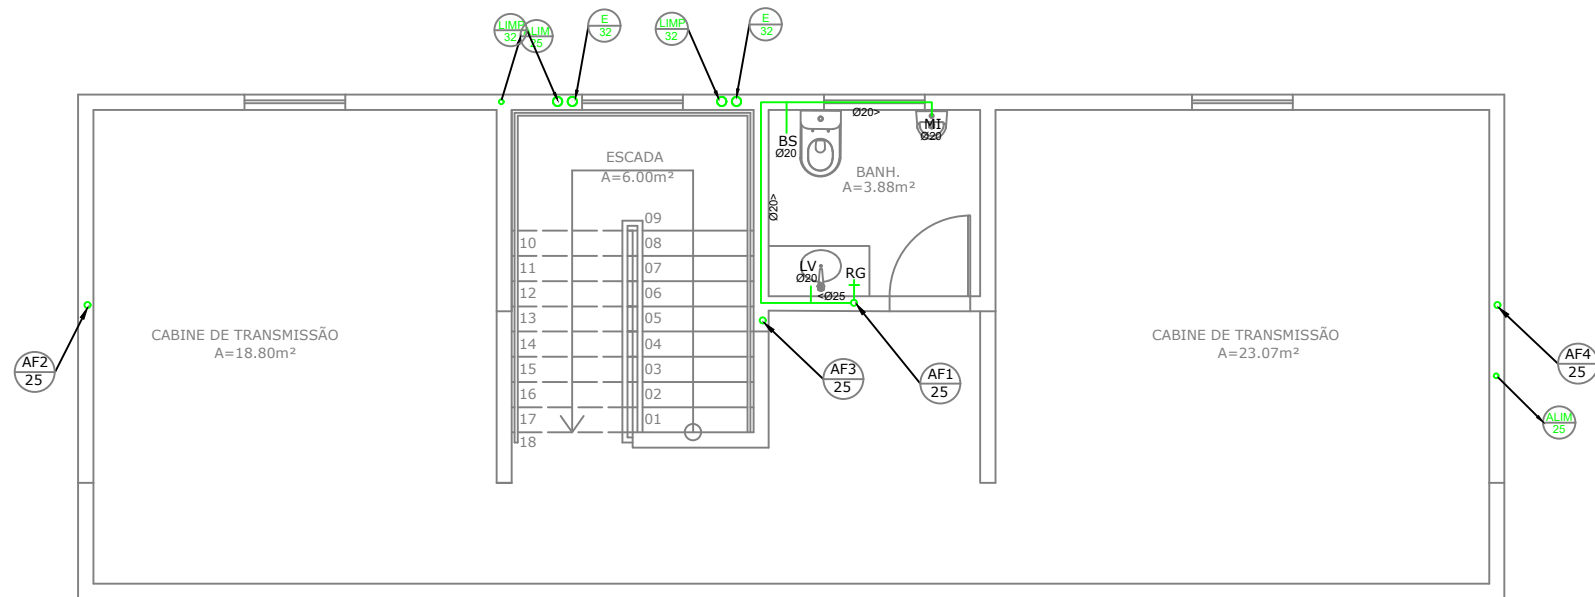 LIMP
32
ALIM
25
E
32
LIMP
32
E
32
Ø20>
MI
Ø20
BS
Ø20
ESCADA
A=6.00m²
BANH.
A=3.88m²
Ø20>
09
10
08
11
07
12
06
13
05
14
04
15
03
16
02
17
01
18
LV
Ø20
RG
<Ø25
CABINE DE TRANSMISSÃO
A=18.80m²
CABINE DE TRANSMISSÃO
A=23.07m²
AF2
25
AF3
25
AF1
25
AF4
25
ALIM
25